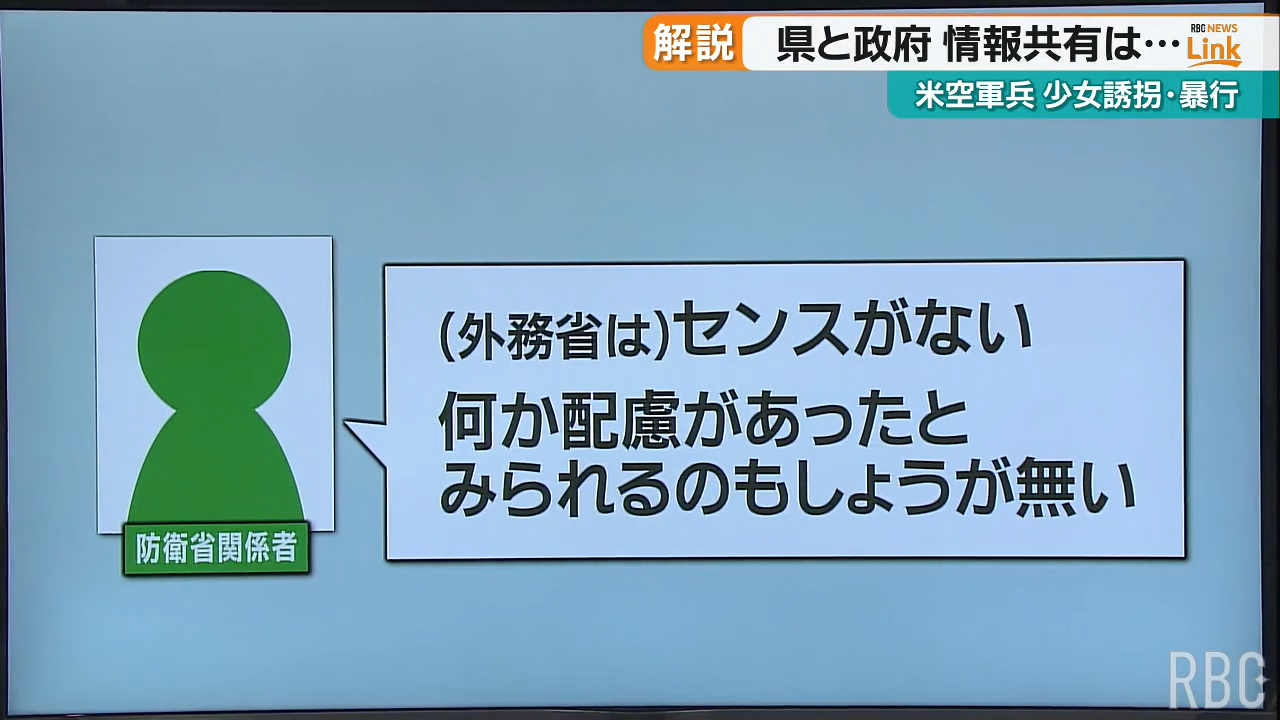 解説 県と政府 情報共有は…
RBC NEWS
Link
米空軍兵 少女誘拐・暴行
(外務省は)センスがない
何か配慮があったと
みられるのもしょうが無い
防衛省関係者
RBC